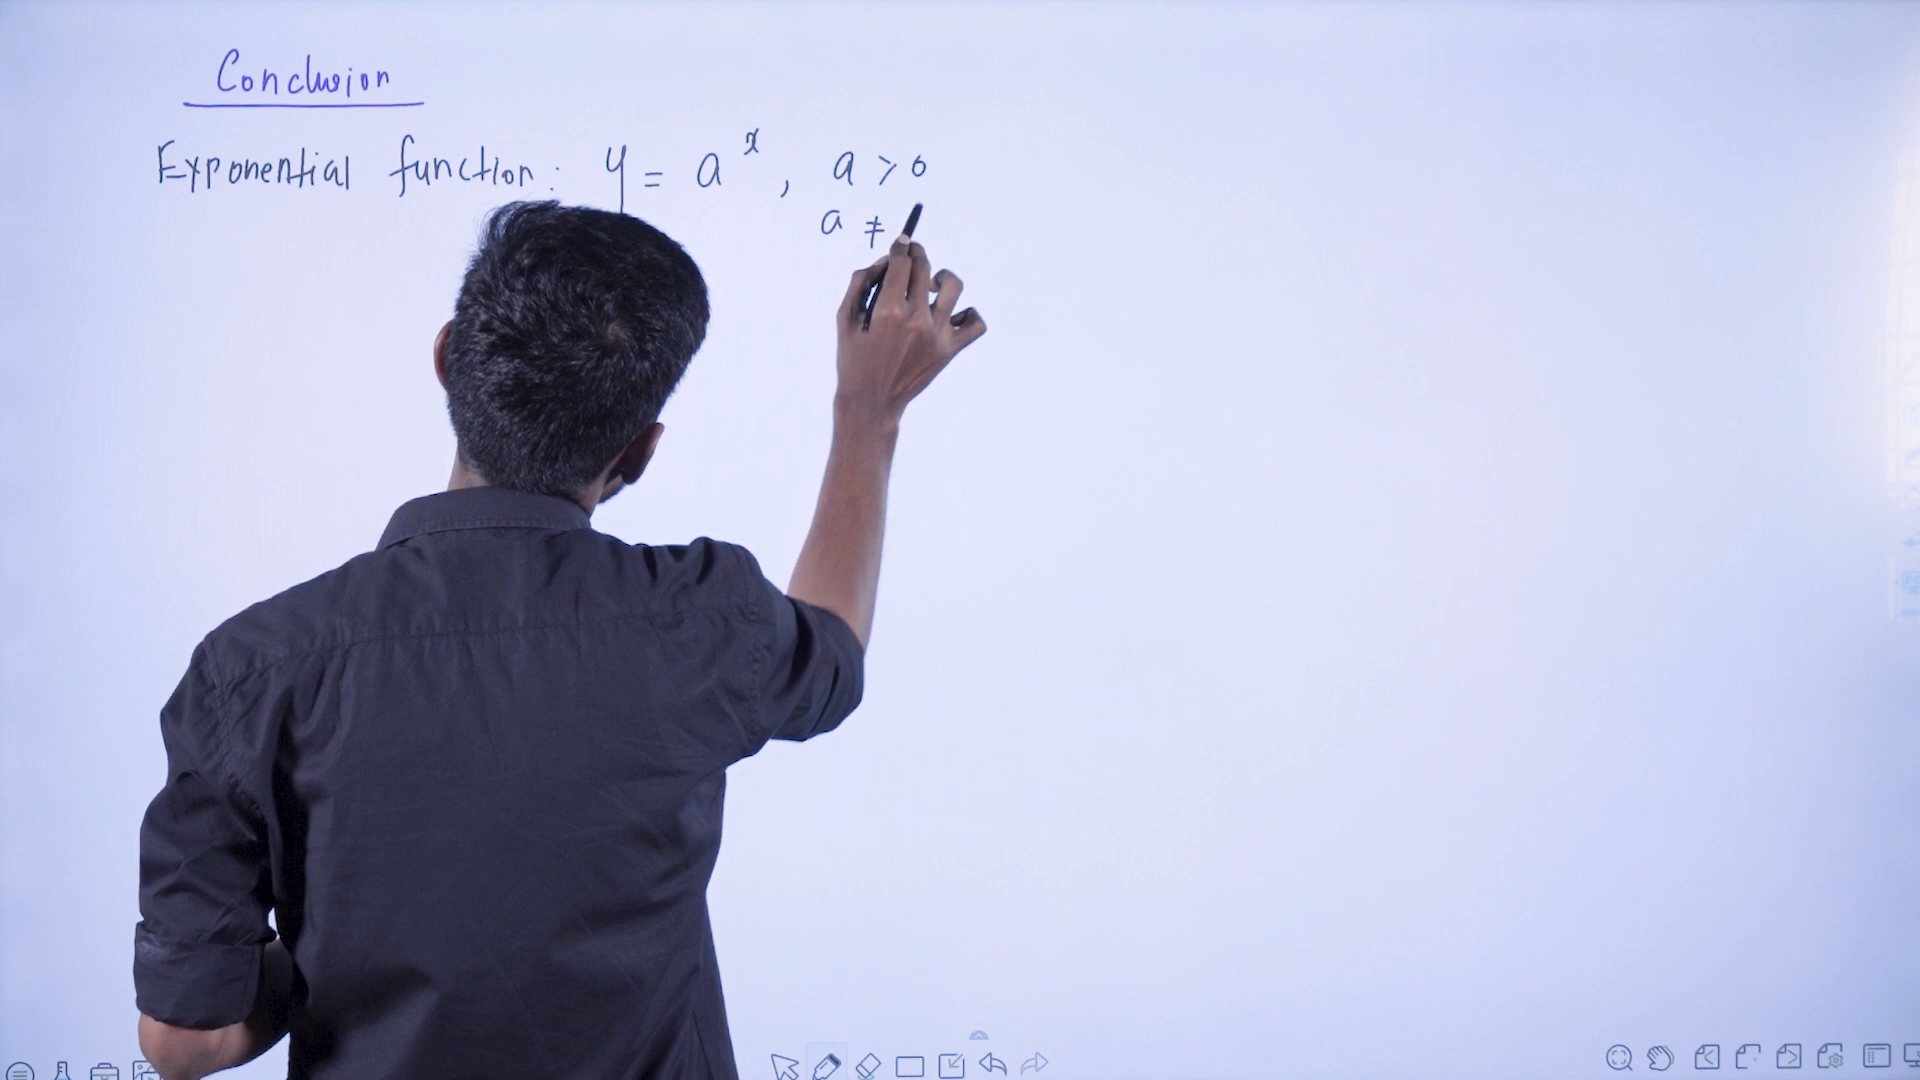 Conclusion
Exponential function: y = a^x, a > 0
a ≠